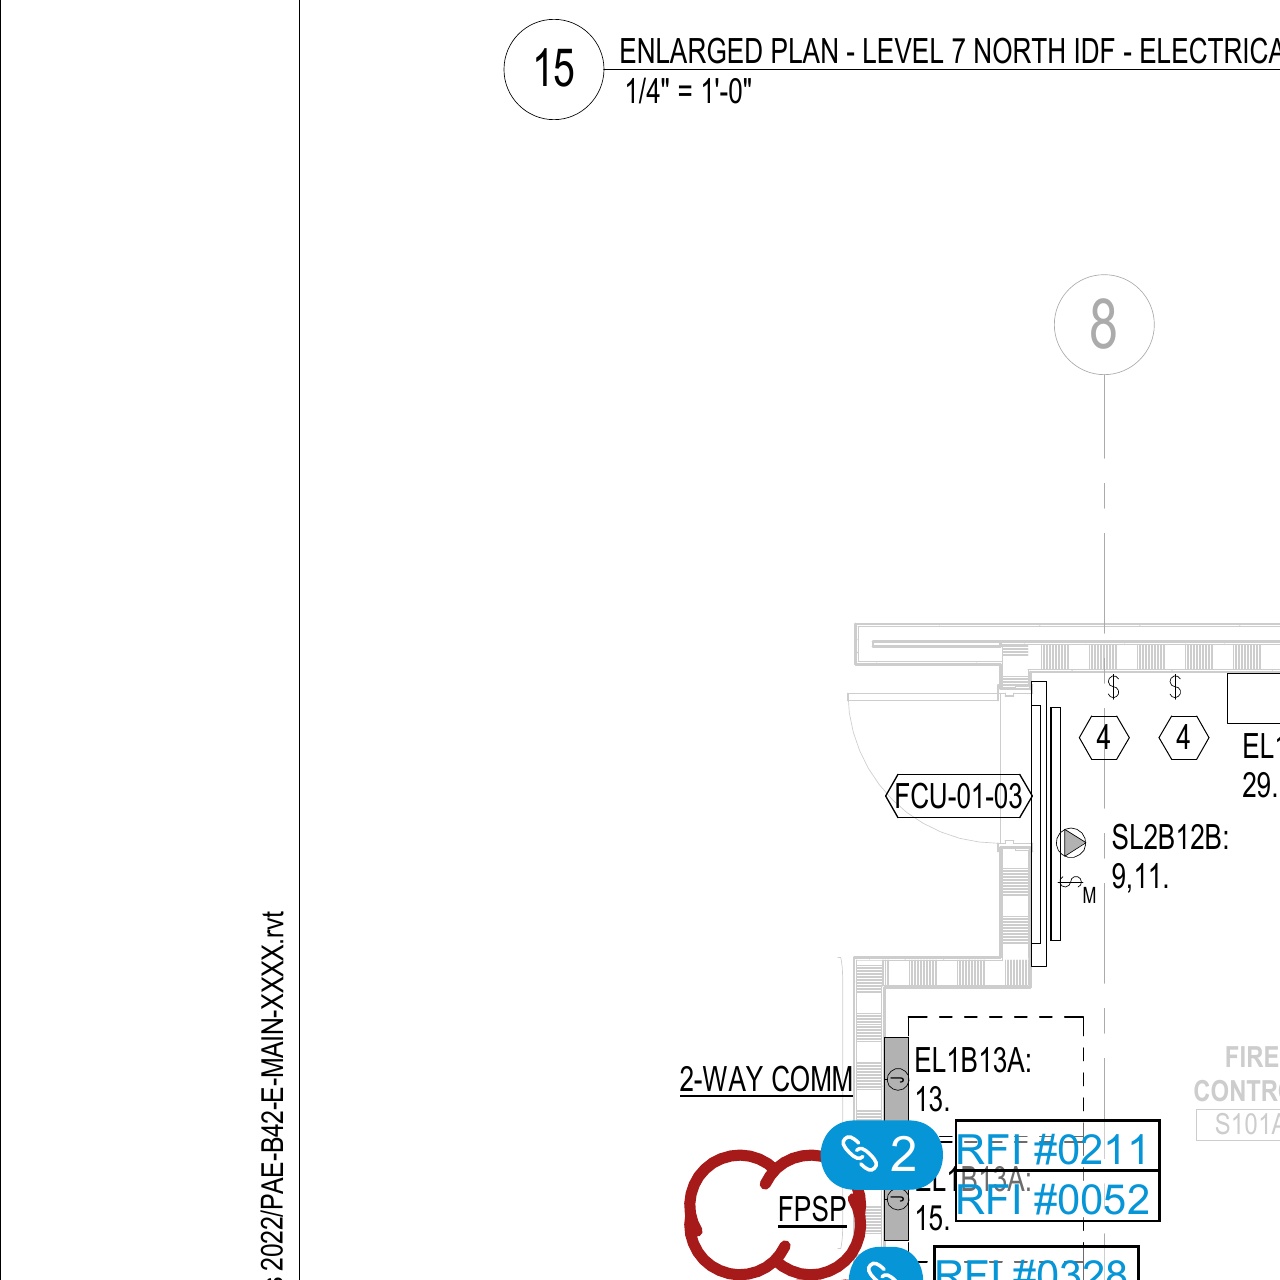 15
ENLARGED PLAN - LEVEL 7 NORTH IDF - ELECTRICA
1/4" = 1'-0"
8
$ $
4 4
EL1
29.
FCU-01-03
SL2B12B:
9,11.
$
M
2022/PAE-B42-E-MAIN-XXXX.rvt
FIRE
CONTRO
S101A
2-WAY COMM
J
EL1B13A:
13.
2
RFI #0211
EL1B13A:
RFI #0052
FPSP
J
15.
RFI #0328